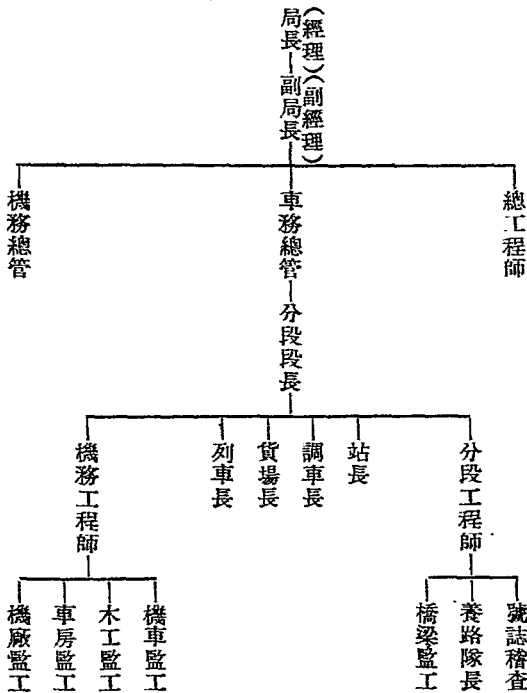 (經理)(副經理)
局長 副局長
總工程師
車務總管
機務總管
分段段長
分段工程師
站長
調車長
貨場長
列車長
機務工程師
號誌稽查
養路隊長
橋梁監工
機車監工
木工監工
車房監工
機廠監工